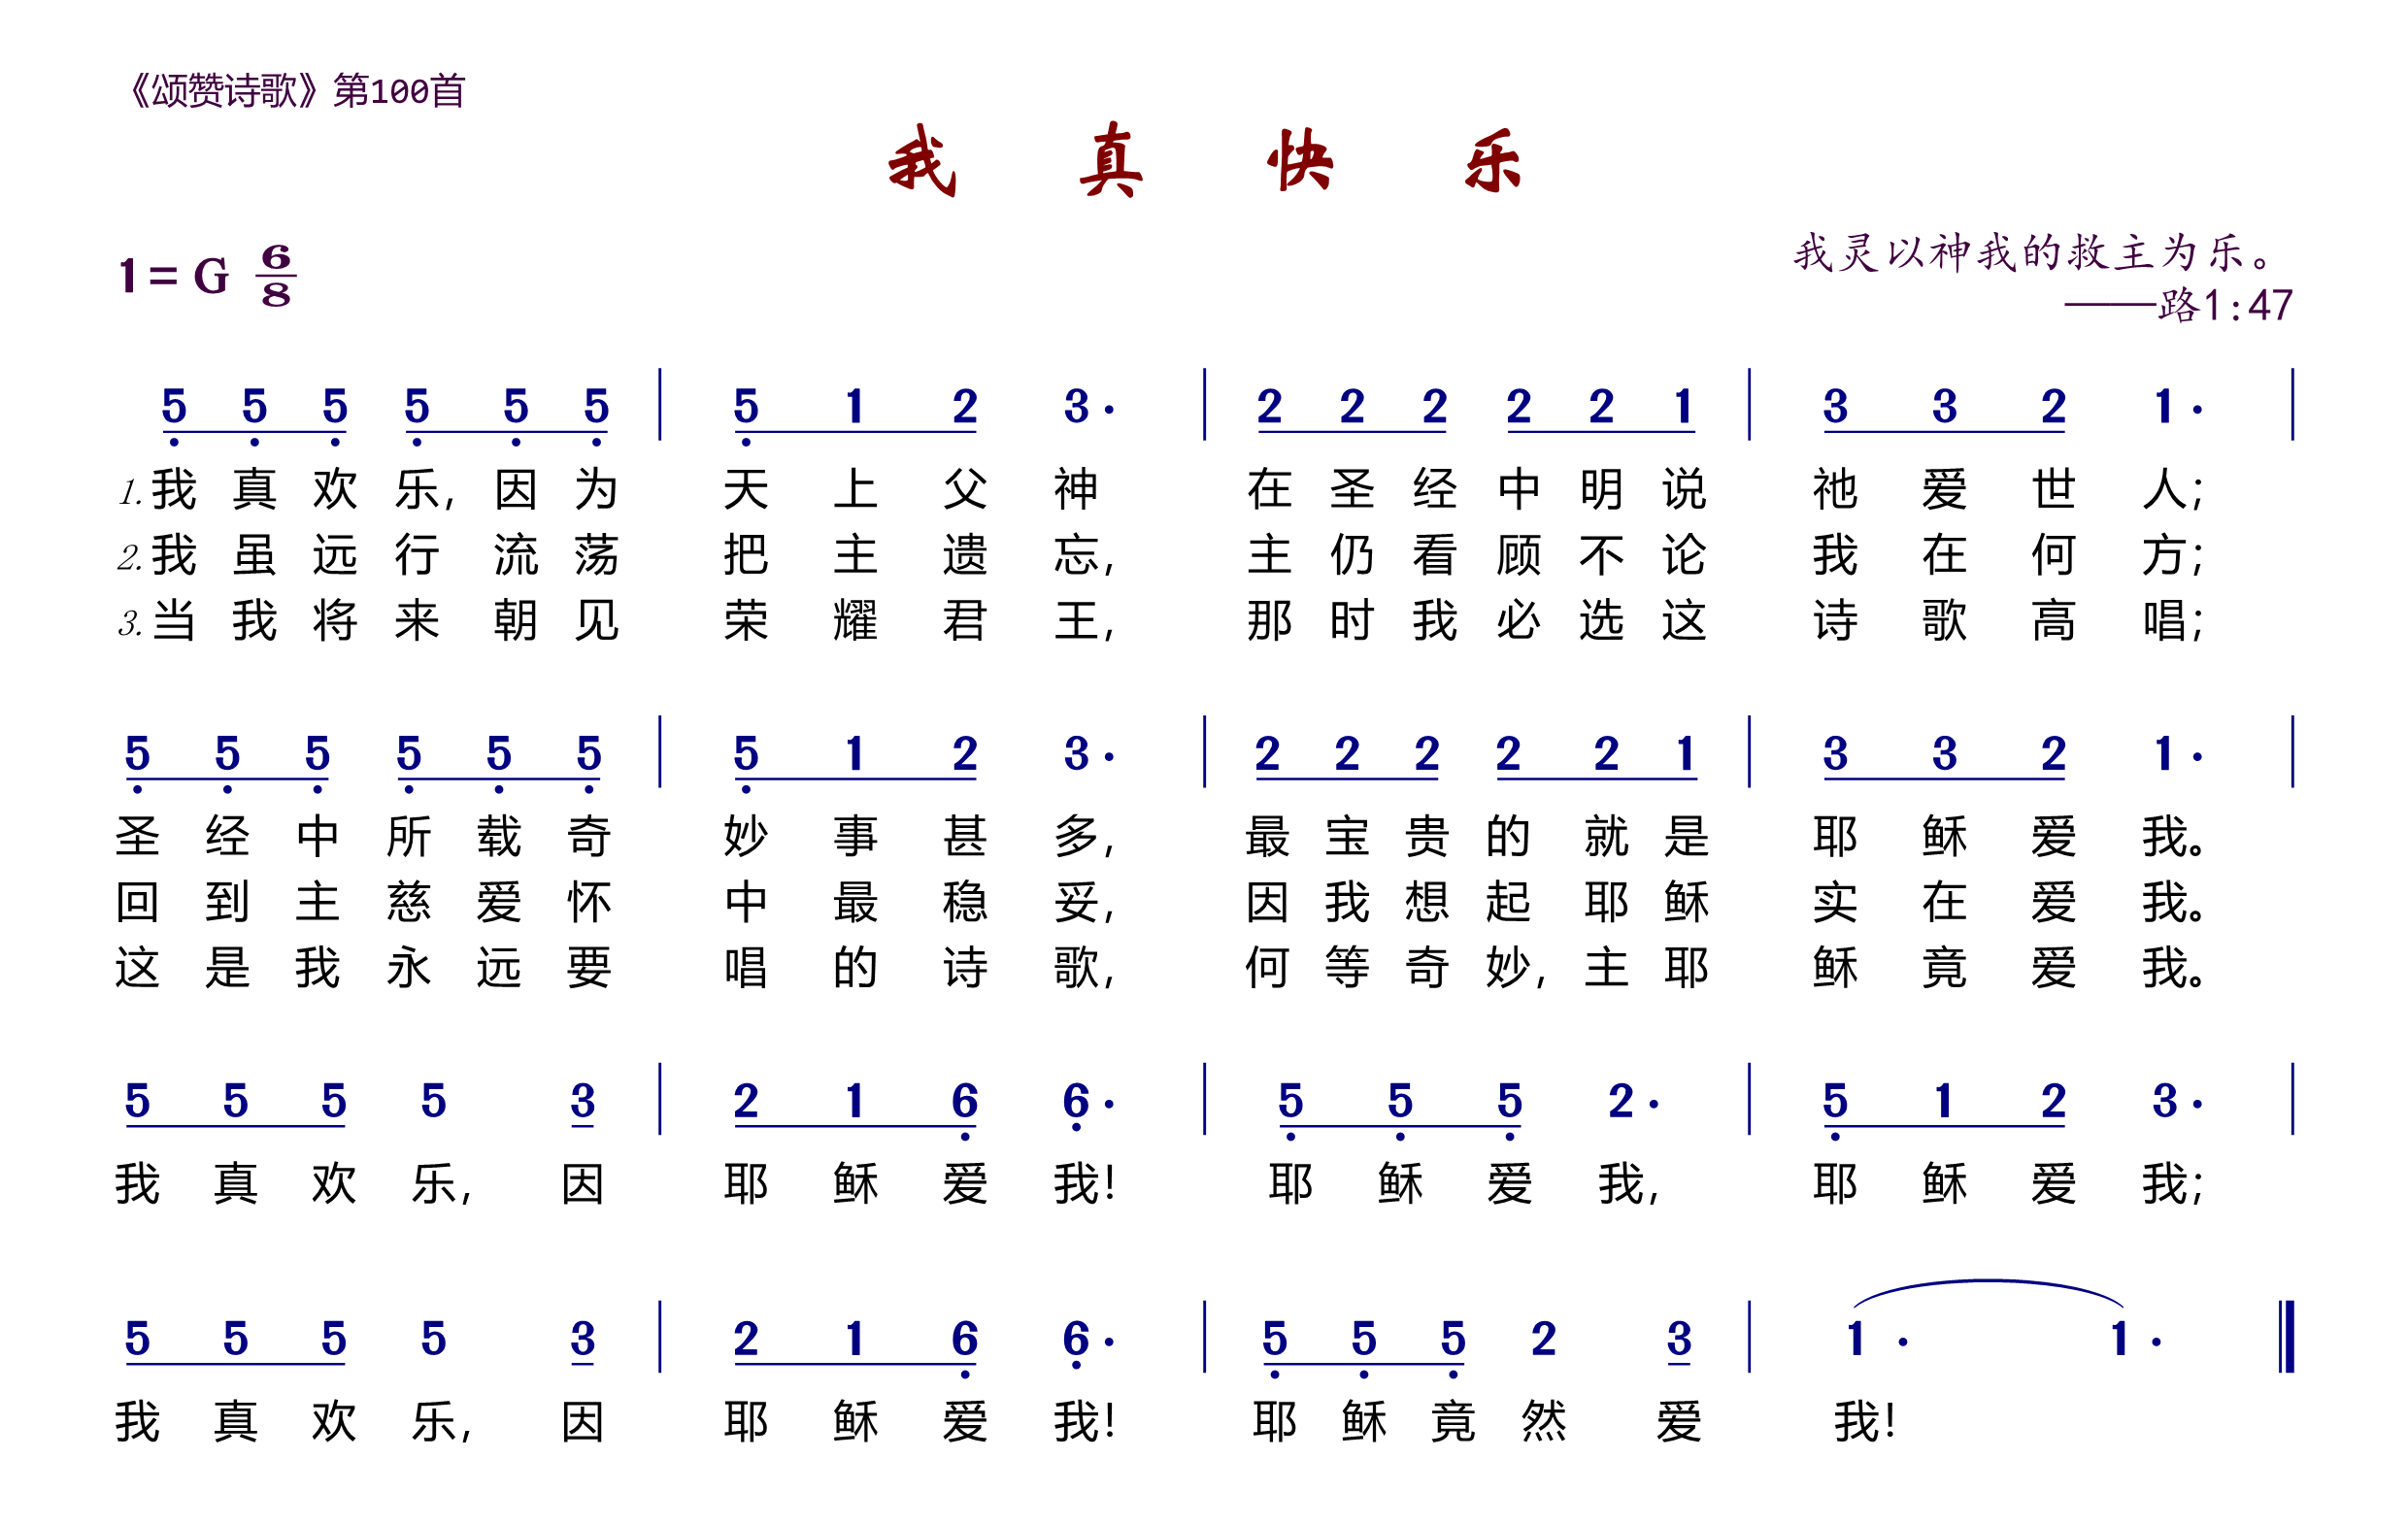 《颂赞诗歌》第100首
我 真 快 乐
1= G 6/8
我灵以神我的救主为乐。
——路1:47
5̣ 5̣ 5̣ 5̣ 5̣ 5̣ | 5̣ 1 2 3· | 2 2 2 2 2 1 | 3 3 2 1· |
1.我真欢乐,因为 天上父神 在圣经中明说 祂爱世人;
2.我虽远行流荡 把主遗忘, 主仍看顾不论 我在何方;
3.当我将来朝见 荣耀君王, 那时我必选这 诗歌高唱;
5̣ 5̣ 5̣ 5̣ 5̣ 5̣ | 5̣ 1 2 3· | 2 2 2 2 2 1 | 3 3 2 1· |
圣经中所载奇 妙事甚多, 最宝贵的就是 耶稣爱我。
回到主慈爱怀 中最稳妥, 因我想起耶稣 实在爱我。
这是我永远要 唱的诗歌, 何等奇妙,主耶 稣竟爱我。
5 5 5 5 3 | 2 1 6̣ 6̣· | 5̣ 5̣ 5̣ 2· | 5̣ 1 2 3· |
我真欢乐, 因 耶稣爱我! 耶稣爱我, 耶稣爱我;
5 5 5 5 3 | 2 1 6̣ 6̣· | 5̣ 5̣ 5̣ 2 3 | 1· 1· ‖
我真欢乐, 因 耶稣爱我! 耶稣竟然 爱 我!